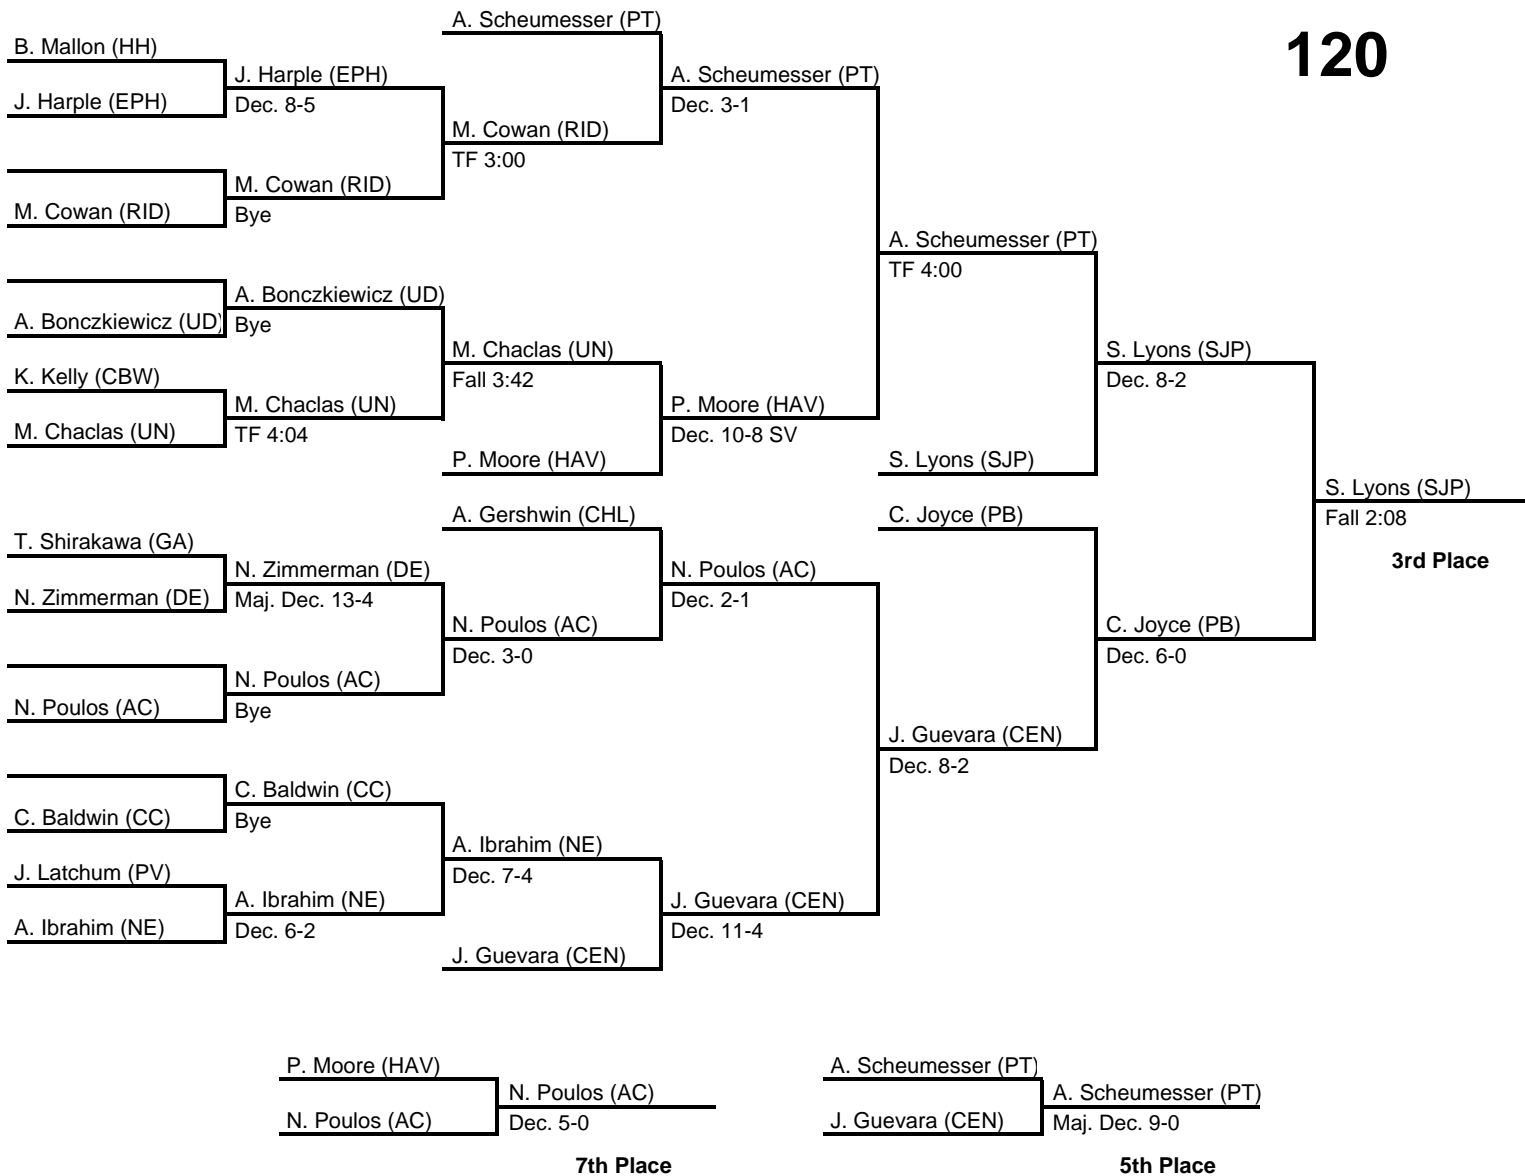 120
A. Scheumesser (PT)
B. Mallon (HH)
J. Harple (EPH)
A. Scheumesser (PT)
J. Harple (EPH)
Dec. 8-5
Dec. 3-1
M. Cowan (RID)
TF 3:00
M. Cowan (RID)
M. Cowan (RID)
Bye
A. Scheumesser (PT)
TF 4:00
A. Bonczkiewicz (UD)
A. Bonczkiewicz (UD)
Bye
M. Chaclas (UN)
S. Lyons (SJP)
K. Kelly (CBW)
Fall 3:42
Dec. 8-2
M. Chaclas (UN)
P. Moore (HAV)
M. Chaclas (UN)
TF 4:04
Dec. 10-8 SV
P. Moore (HAV)
S. Lyons (SJP)
S. Lyons (SJP)
A. Gershwin (CHL)
C. Joyce (PB)
Fall 2:08
T. Shirakawa (GA)
3rd Place
N. Zimmerman (DE)
N. Poulos (AC)
N. Zimmerman (DE)
Maj. Dec. 13-4
Dec. 2-1
N. Poulos (AC)
C. Joyce (PB)
Dec. 3-0
Dec. 6-0
N. Poulos (AC)
N. Poulos (AC)
Bye
J. Guevara (CEN)
Dec. 8-2
C. Baldwin (CC)
C. Baldwin (CC)
Bye
A. Ibrahim (NE)
J. Latchum (PV)
Dec. 7-4
A. Ibrahim (NE)
J. Guevara (CEN)
A. Ibrahim (NE)
Dec. 6-2
Dec. 11-4
J. Guevara (CEN)
P. Moore (HAV)
N. Poulos (AC)
N. Poulos (AC)
Dec. 5-0
7th Place
A. Scheumesser (PT)
A. Scheumesser (PT)
J. Guevara (CEN)
Maj. Dec. 9-0
5th Place